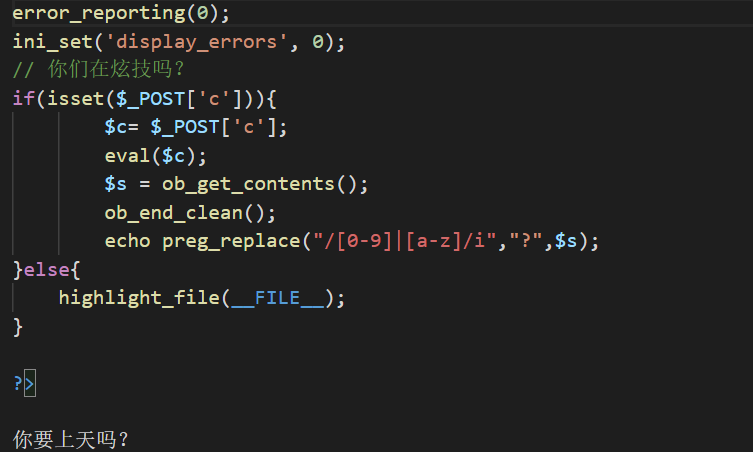 error_reporting(0);
ini_set('display_errors', 0);
// 你们在炫技吗？
if(isset($_POST['c'])){
        $c= $_POST['c'];
        eval($c);
        $s = ob_get_contents();
        ob_end_clean();
        echo preg_replace("/[0-9]|[a-z]/i","?",$s);
}else{
    highlight_file(__FILE__);
}
?>
你要上天吗？